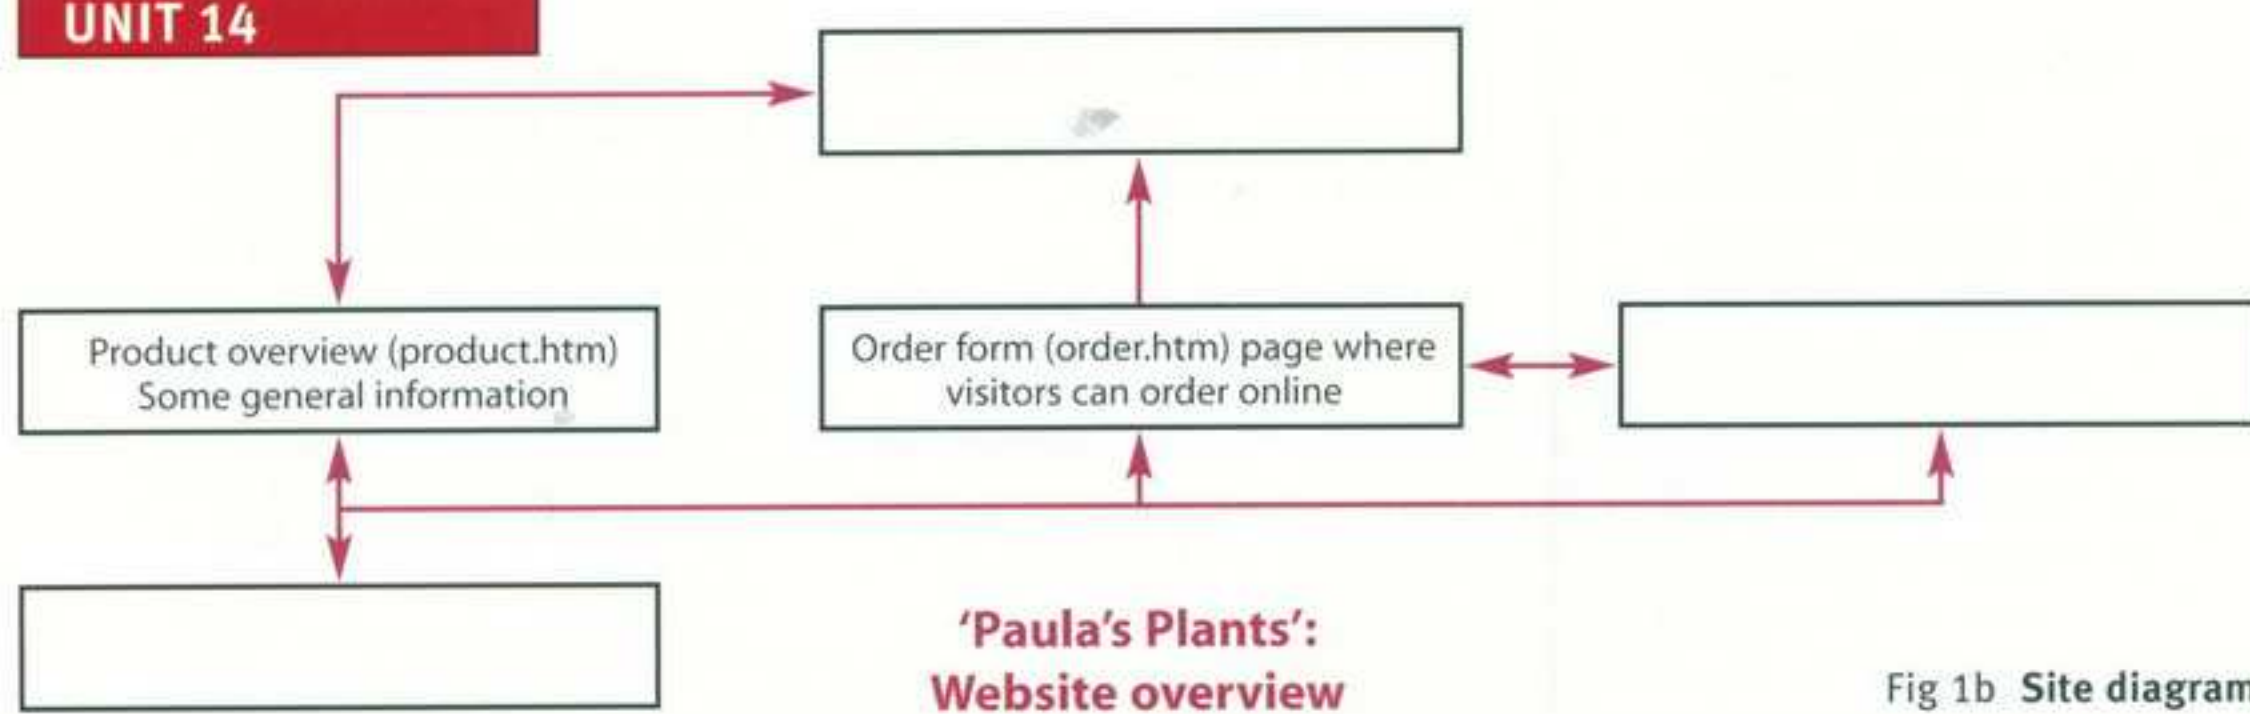 UNIT 14
Product overview (product.htm)
Some general information
Order form (order.htm) page where
visitors can order online
‘Paula’s Plants’:
Website overview
Fig 1b Site diagram